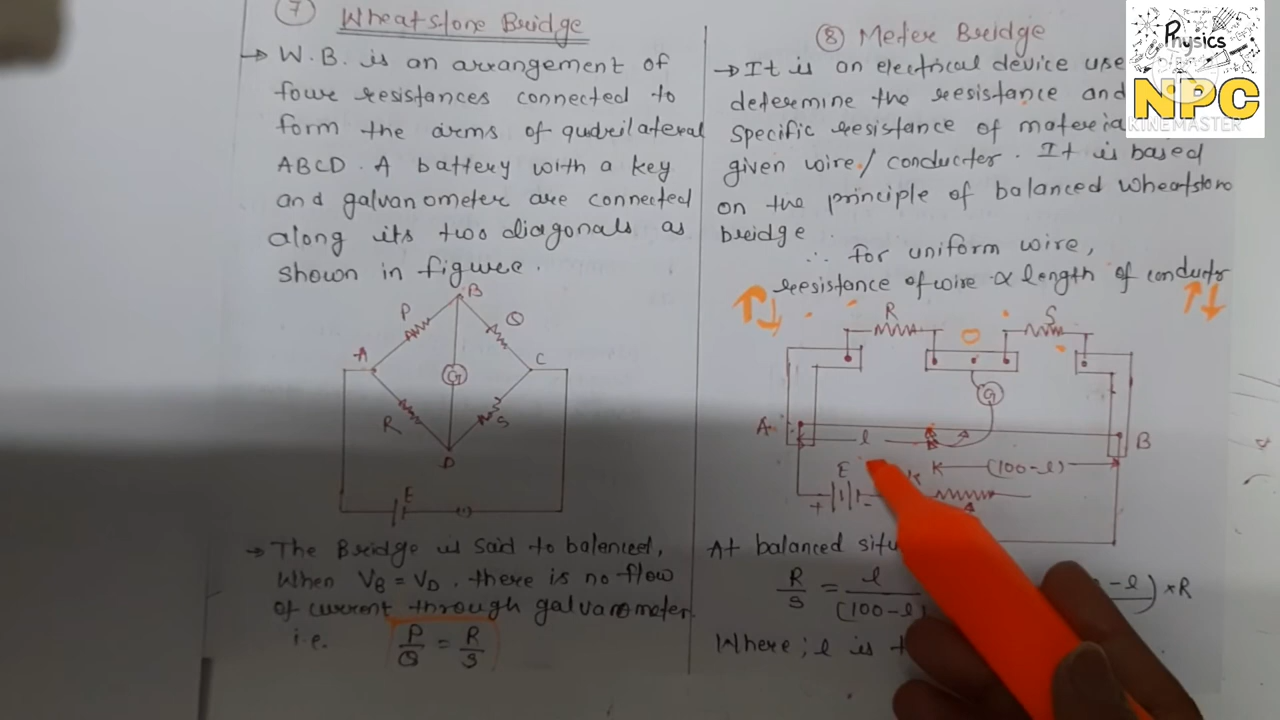 7 Wheatstone Bridge
→ W.B. is an arrangement of
four resistances connected to
form the arms of qudrilateral
ABCD. A battery with a key
and galvanometer are connected
along its two diagonals as
shown in figure.
B
P
Q
A
C
G
R
S
D
E
→ The Bridge is said to balenced,
When V_B = V_D. there is no flow
of current through galvanometer.
i.e. P/Q = R/S
8 Meter Bridge
→ It is an electrical device use
determine the resistance and
specific resistance of materia
given wire/conductor. It is based
on the principle of balanced wheatstone
breidge.
∴ For uniform wire,
resistance of wire ∝ length of conductor
R
S
G
A
l
B
E
K
(100-l)
+
-
At balanced situ
R/S = l/(100-l)
-l) × R
Where; l is t
Physics
NPC
KINEMASTER